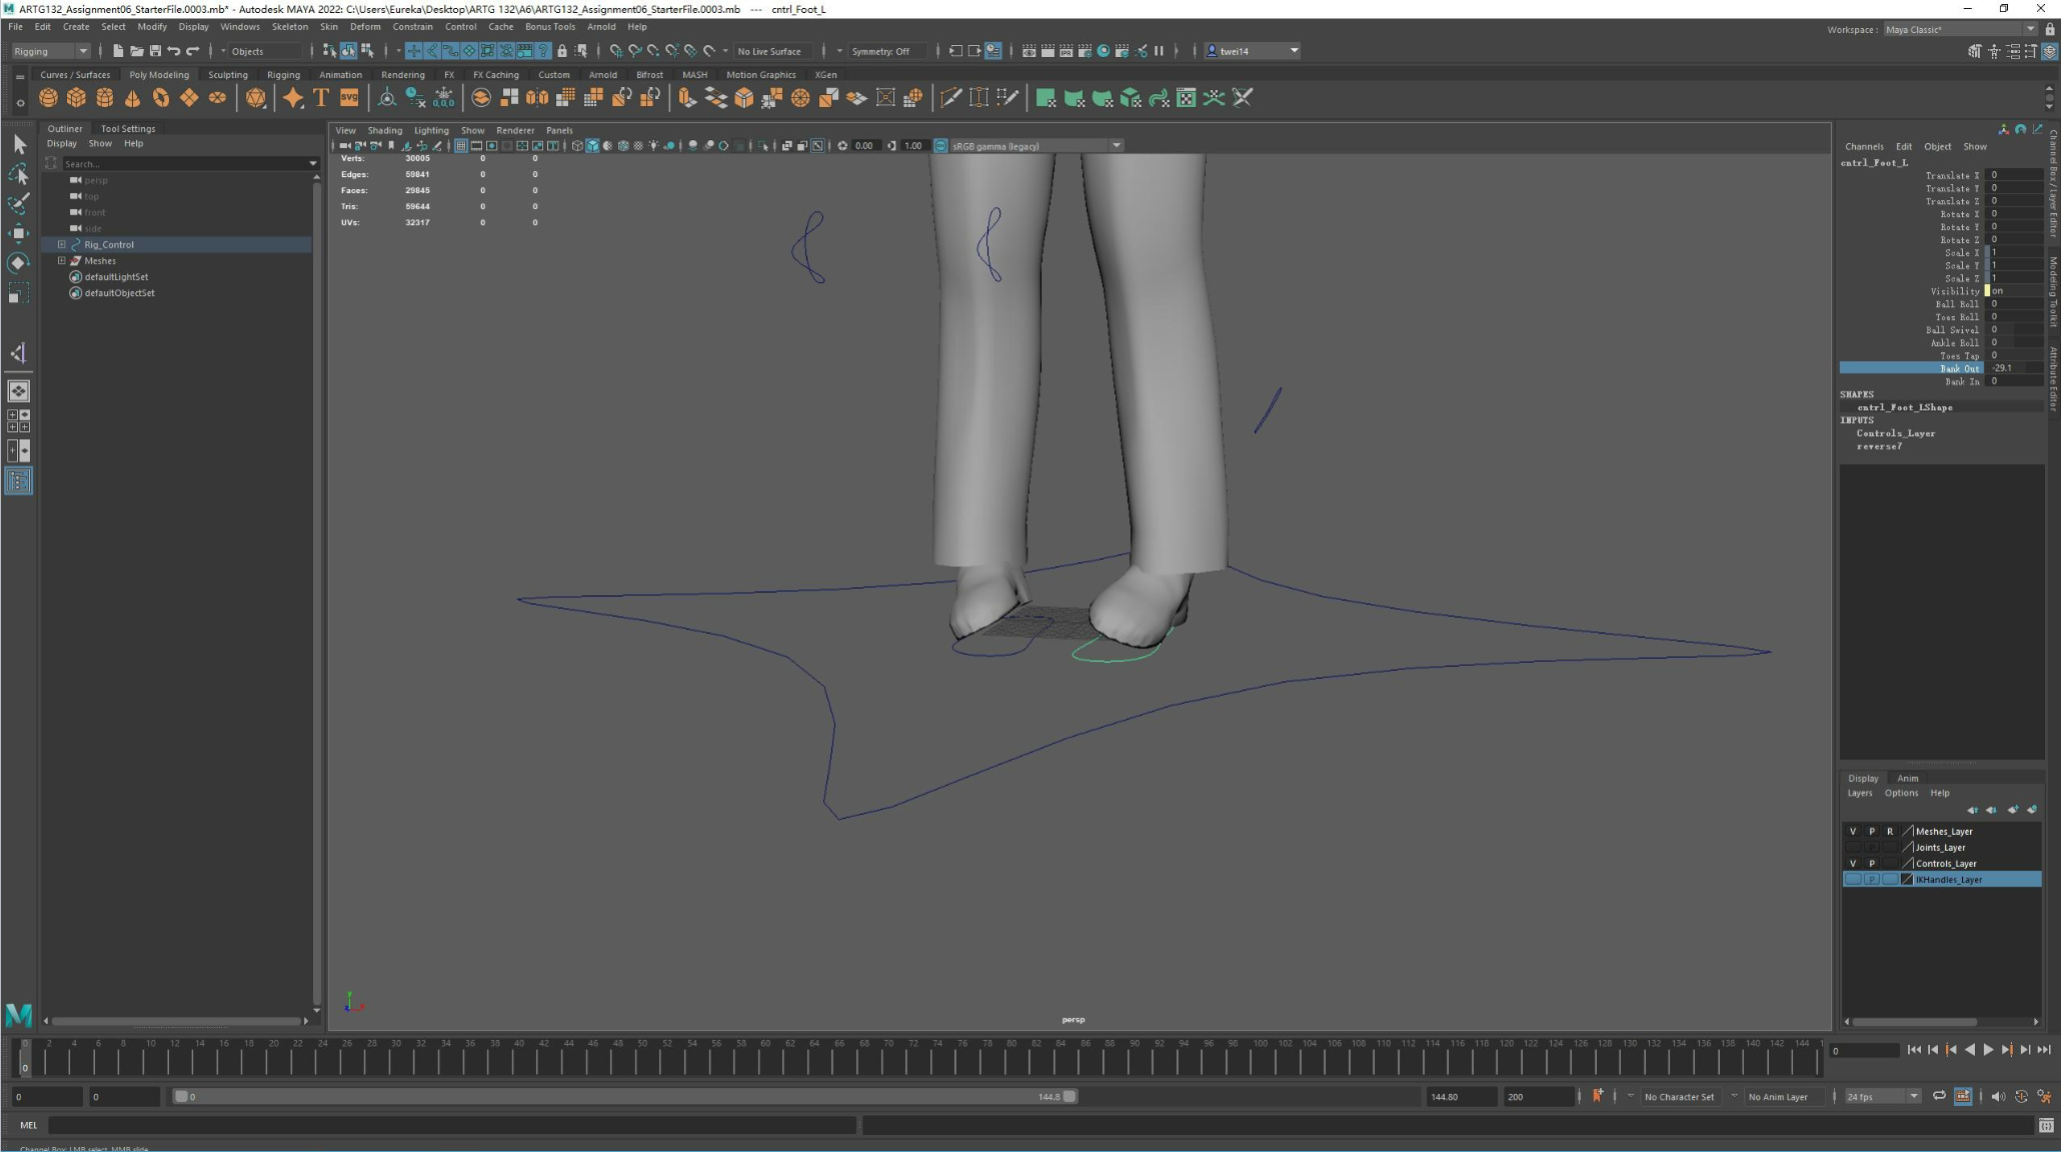 ARTG132_Assignment06_StarterFile.0003.mb* - Autodesk MAYA 2022: C:\Users\Eureka\Desktop\ARTG 132\A6\ARTG132_Assignment06_StarterFile.0003.mb --- cntrl_Foot_L
File Edit Create Select Modify Display Windows Skeleton Skin Deform Constrain Control Cache Bonus Tools Arnold Help
Workspace : Maya Classic*
Rigging Objects No Live Surface Symmetry: Off twei14
Curves / Surfaces Poly Modeling Sculpting Rigging Animation Rendering FX FX Caching Custom Arnold Bifrost MASH Motion Graphics XGen
T SVG 0,0,0
Outliner Tool Settings
Display Show Help
Search...
persp
top
front
side
Rig_Control
Meshes
defaultLightSet
defaultObjectSet
View Shading Lighting Show Renderer Panels
0.00 1.00 sRGB gamma (legacy)
Verts: 30005 0 0
Edges: 59841 0 0
Faces: 29845 0 0
Tris: 59644 0 0
UVs: 32317 0 0
persp
Channels Edit Object Show
cntrl_Foot_L
Translate X 0
Translate Y 0
Translate Z 0
Rotate X 0
Rotate Y 0
Rotate Z 0
Scale X 1
Scale Y 1
Scale Z 1
Visibility on
Ball Roll 0
Toes Roll 0
Ball Swivel 0
Ankle Roll 0
Toes Tap 0
Bank Out -29.1
Bank In 0
SHAPES
cntrl_Foot_LShape
INPUTS
Controls_Layer
reverse7
Channel Box / Layer Editor
Modeling Toolkit
Attribute Editor
Display Anim
Layers Options Help
V P R Meshes_Layer
P Joints_Layer
V P Controls_Layer
P IKHandles_Layer
0 2 4 6 8 10 12 14 16 18 20 22 24 26 28 30 32 34 36 38 40 42 44 46 48 50 52 54 56 58 60 62 64 66 68 70 72 74 76 78 80 82 84 86 88 90 92 94 96 98 100 102 104 106 108 110 112 114 116 118 120 122 124 126 128 130 132 134 136 138 140 142 144
0
0
0 0 0 144.8 144.80 200 No Character Set No Anim Layer 24 fps
MEL
Channel Box: LMB select, MMB slide